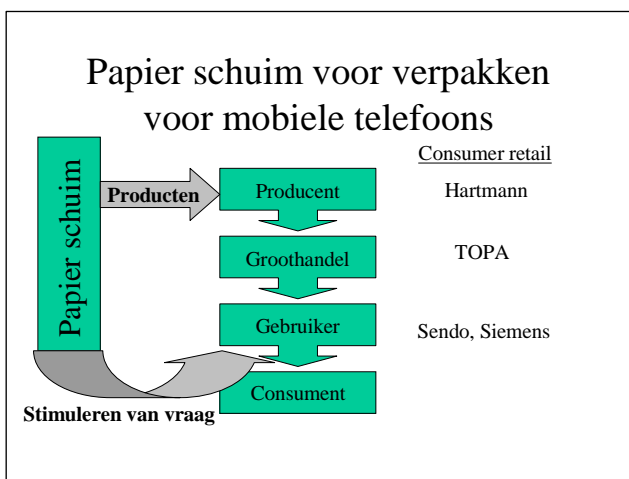 Papier schuim voor verpakken
voor mobiele telefoons
Consumer retail
Papier schuim
Producten
Producent
Hartmann
Groothandel
TOPA
Gebruiker
Sendo, Siemens
Consument
Stimuleren van vraag